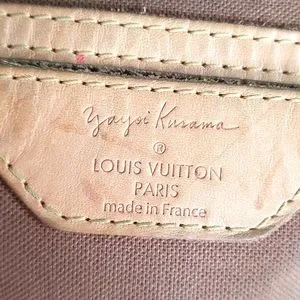 Yayoi Kusama
®
LOUIS VUITTON
PARIS
made in France